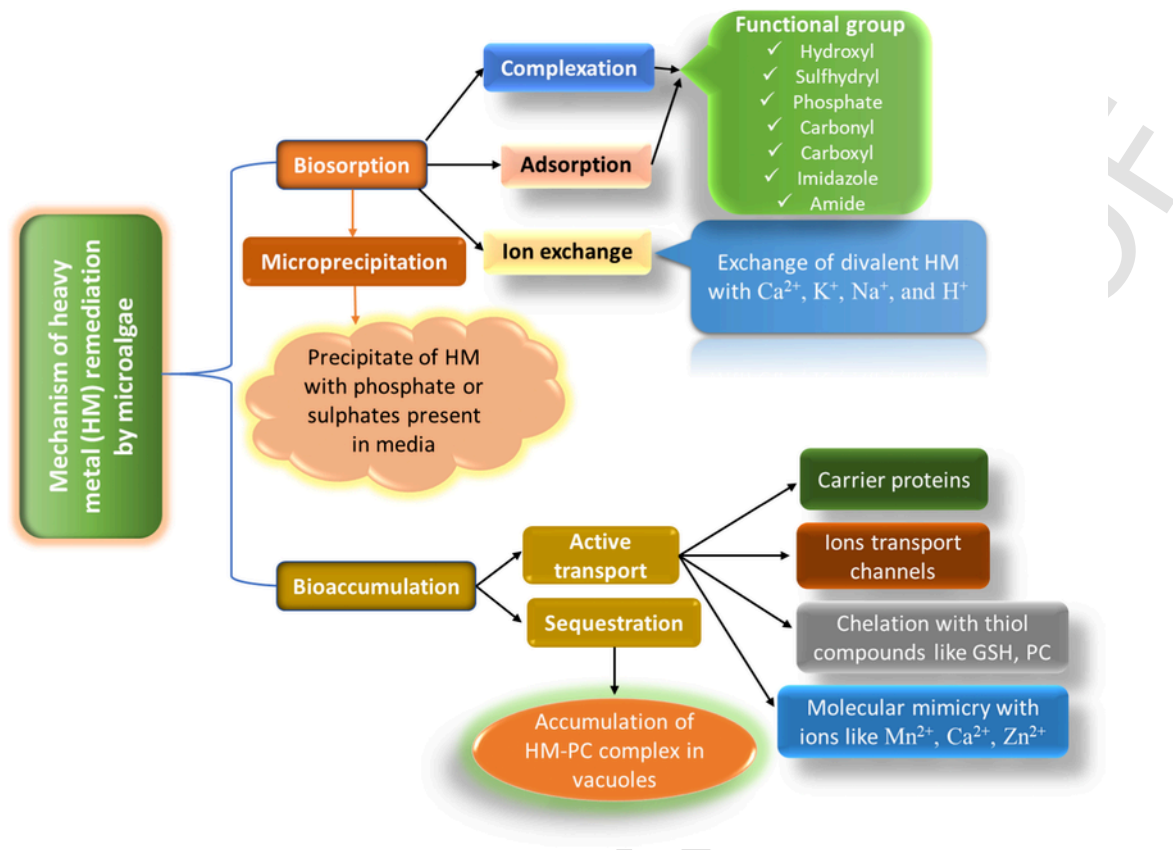 Mechanism of heavy
metal (HM) remediation
by microalgae
Biosorption
Complexation
Adsorption
Ion exchange
Functional group
✓ Hydroxyl
✓ Sulfhydryl
✓ Phosphate
✓ Carbonyl
✓ Carboxyl
✓ Imidazole
✓ Amide
Exchange of divalent HM
with Ca²⁺, K⁺, Na⁺, and H⁺
Microprecipitation
Precipitate of HM
with phosphate or
sulphates present
in media
Bioaccumulation
Active
transport
Sequestration
Carrier proteins
Ions transport
channels
Chelation with thiol
compounds like GSH, PC
Molecular mimicry with
ions like Mn²⁺, Ca²⁺, Zn²⁺
Accumulation of
HM-PC complex in
vacuoles